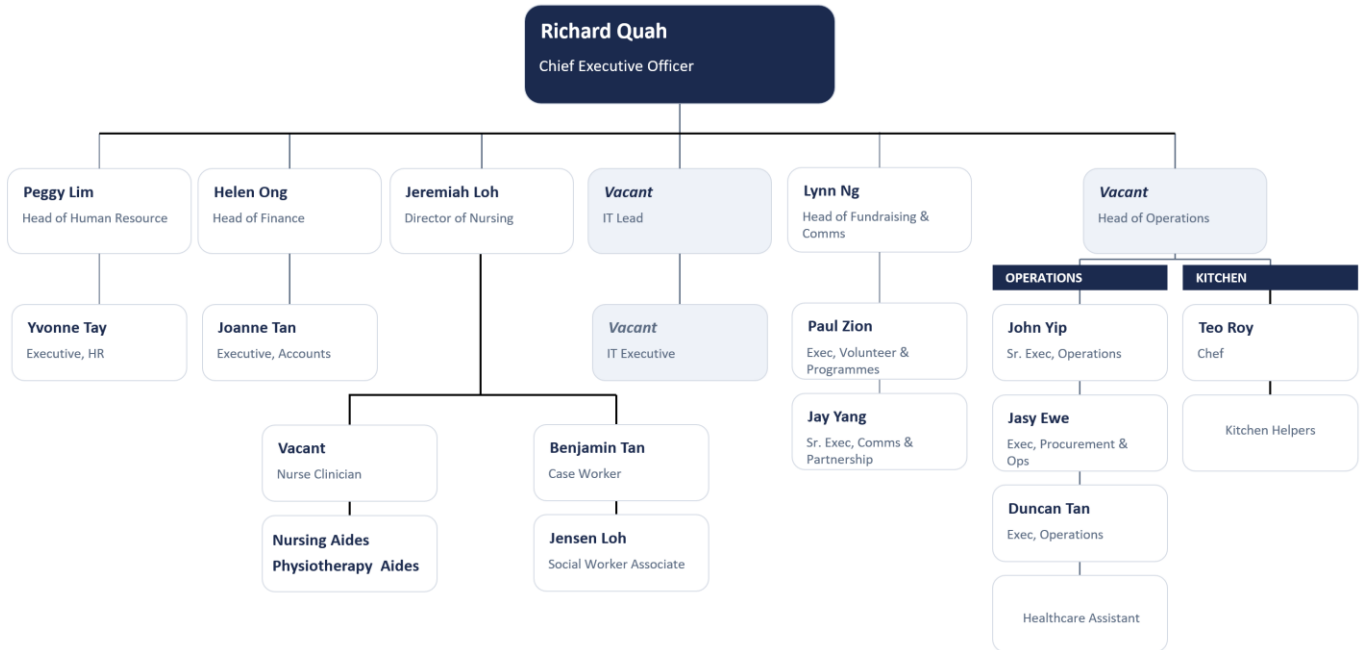 Richard Quah
Chief Executive Officer
Peggy Lim
Head of Human Resource
Helen Ong
Head of Finance
Jeremiah Loh
Director of Nursing
Vacant
IT Lead
Lynn Ng
Head of Fundraising &
Comms
Vacant
Head of Operations
OPERATIONS
KITCHEN
Yvonne Tay
Executive, HR
Joanne Tan
Executive, Accounts
Vacant
IT Executive
Paul Zion
Exec, Volunteer &
Programmes
John Yip
Sr. Exec, Operations
Teo Roy
Chef
Jay Yang
Sr. Exec, Comms &
Partnership
Jasy Ewe
Exec, Procurement &
Ops
Kitchen Helpers
Vacant
Nurse Clinician
Benjamin Tan
Case Worker
Duncan Tan
Exec, Operations
Nursing Aides
Physiotherapy Aides
Jensen Loh
Social Worker Associate
Healthcare Assistant